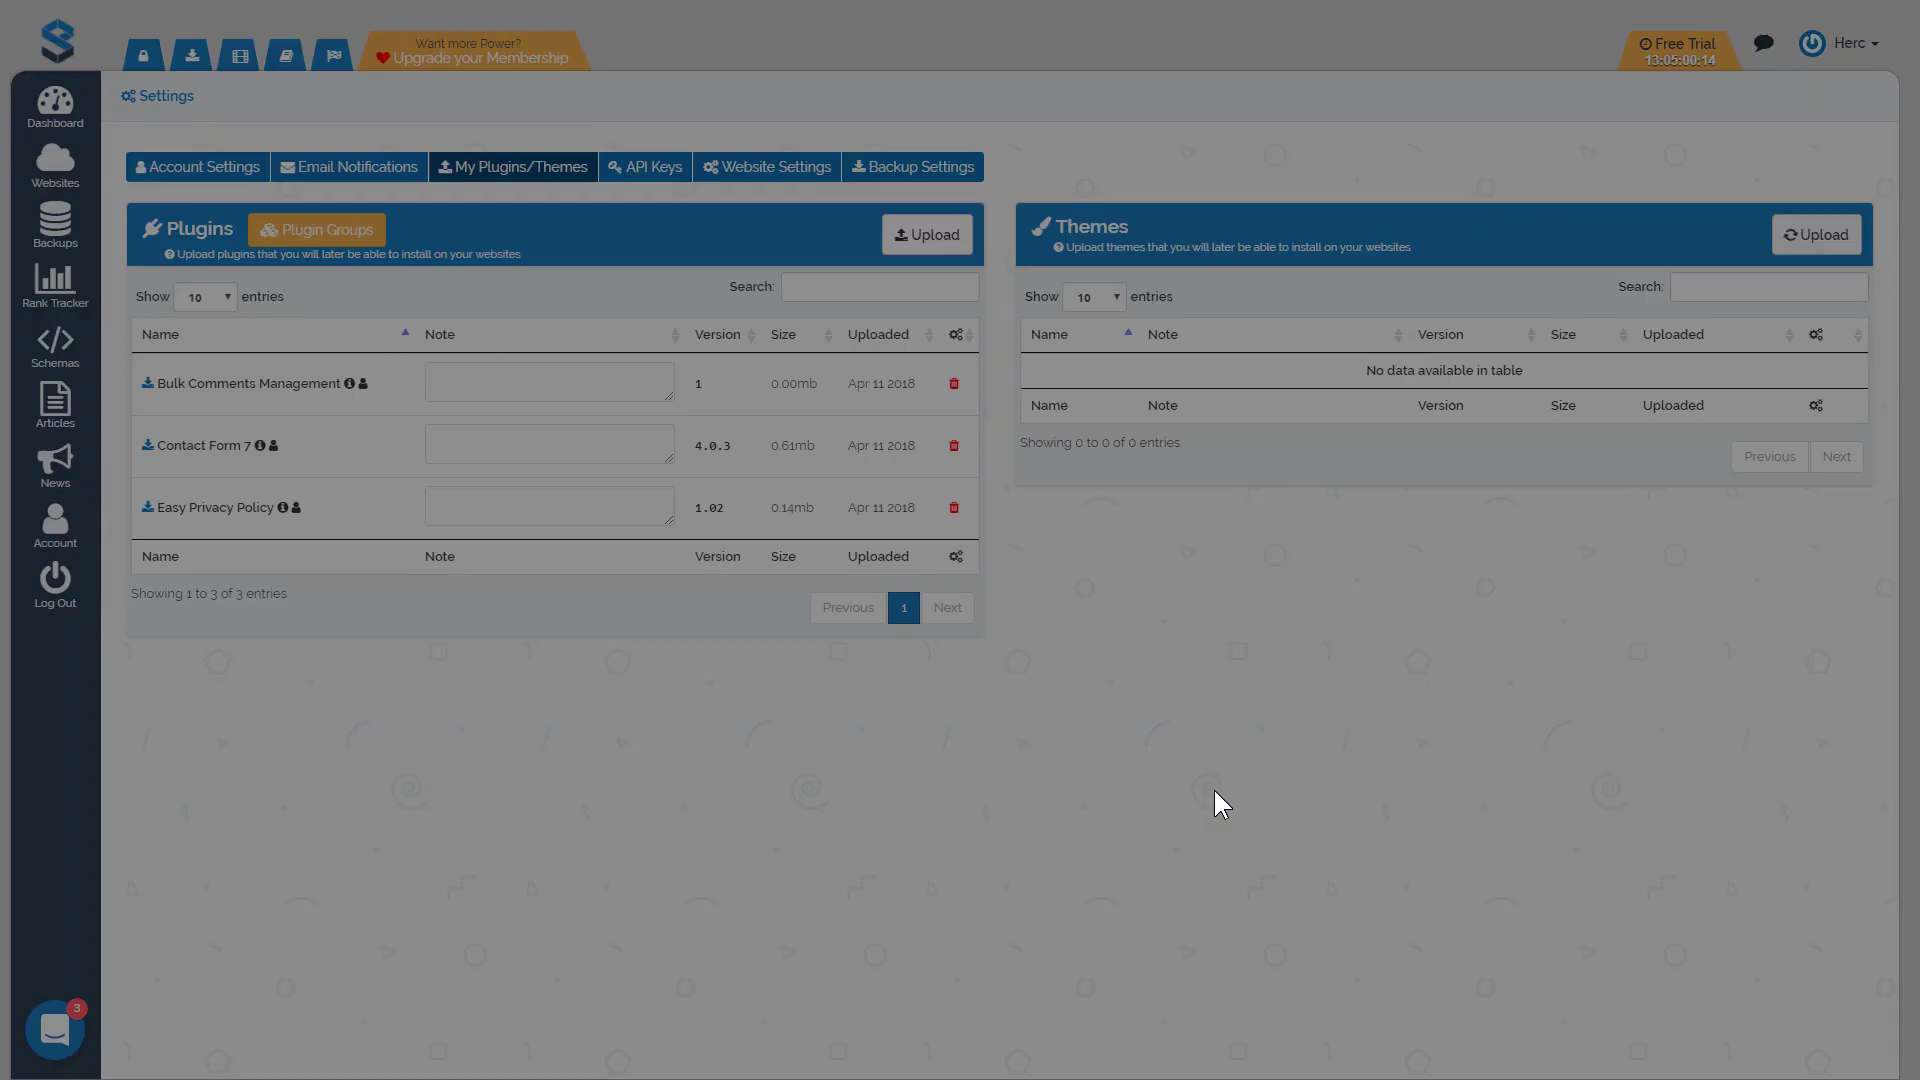 Want more Power?
Upgrade your Membership
Free Trial
13:05:00:14
Herc
Settings
Dashboard
Websites
Backups
Rank Tracker
Schemas
Articles
News
Account
Log Out
3
Account Settings
Email Notifications
My Plugins/Themes
API Keys
Website Settings
Backup Settings
Plugins
Plugin Groups
Upload plugins that you will later be able to install on your websites
Upload
Show 10 entries
Search:
Name Note Version Size Uploaded
Bulk Comments Management 1 0.00mb Apr 11 2018
Contact Form 7 4.0.3 0.61mb Apr 11 2018
Easy Privacy Policy 1.02 0.14mb Apr 11 2018
Name Note Version Size Uploaded
Showing 1 to 3 of 3 entries
Previous 1 Next
Themes
Upload themes that you will later be able to install on your websites
Upload
Show 10 entries
Search:
Name Note Version Size Uploaded
No data available in table
Name Note Version Size Uploaded
Showing 0 to 0 of 0 entries
Previous Next